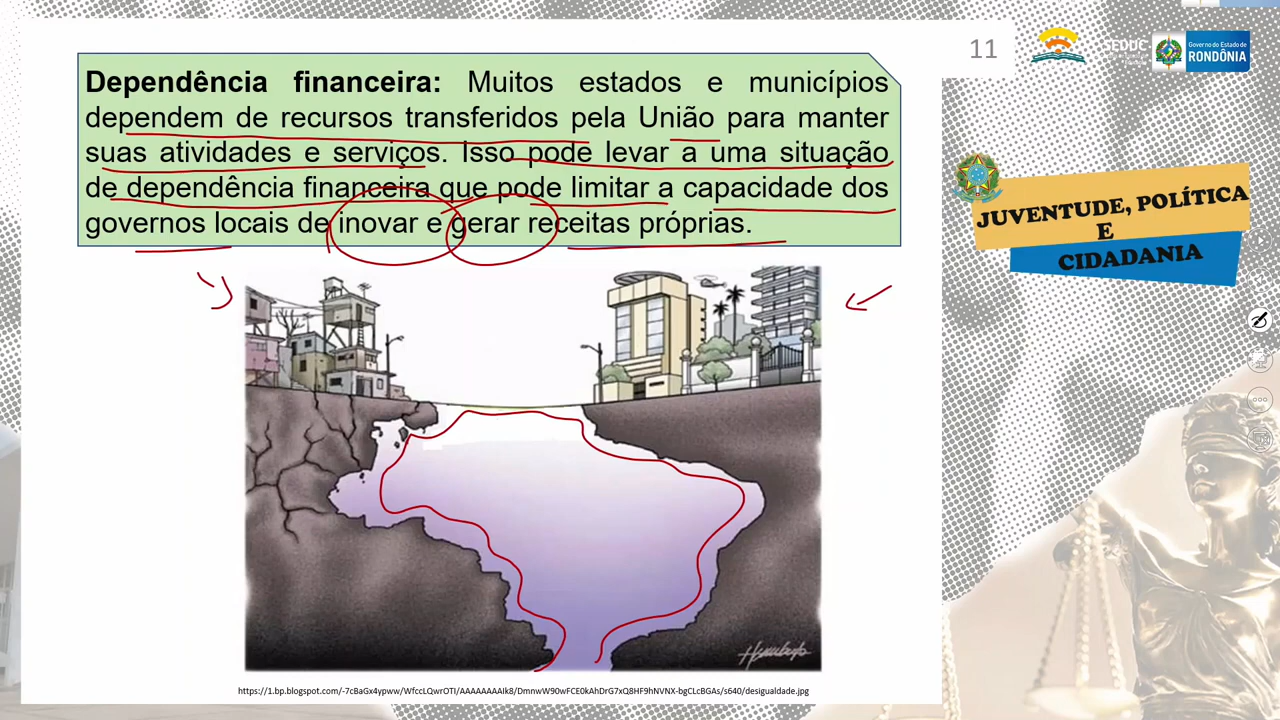 11
SEDUC
Governo do Estado de
RONDÔNIA
Dependência financeira: Muitos estados e municípios
dependem de recursos transferidos pela União para manter
suas atividades e serviços. Isso pode levar a uma situação
de dependência financeira que pode limitar a capacidade dos
governos locais de inovar e gerar receitas próprias.
JUVENTUDE, POLÍTICA
E
CIDADANIA
Humberto
https://1.bp.blogspot.com/-7cBaGx4ypww/WfccLQwrOTI/AAAAAAAAIk8/DmnwW90wFCE0kAhDrG7xQ8HF9hNVNX-bgCLcBGAs/s640/desigualdade.jpg